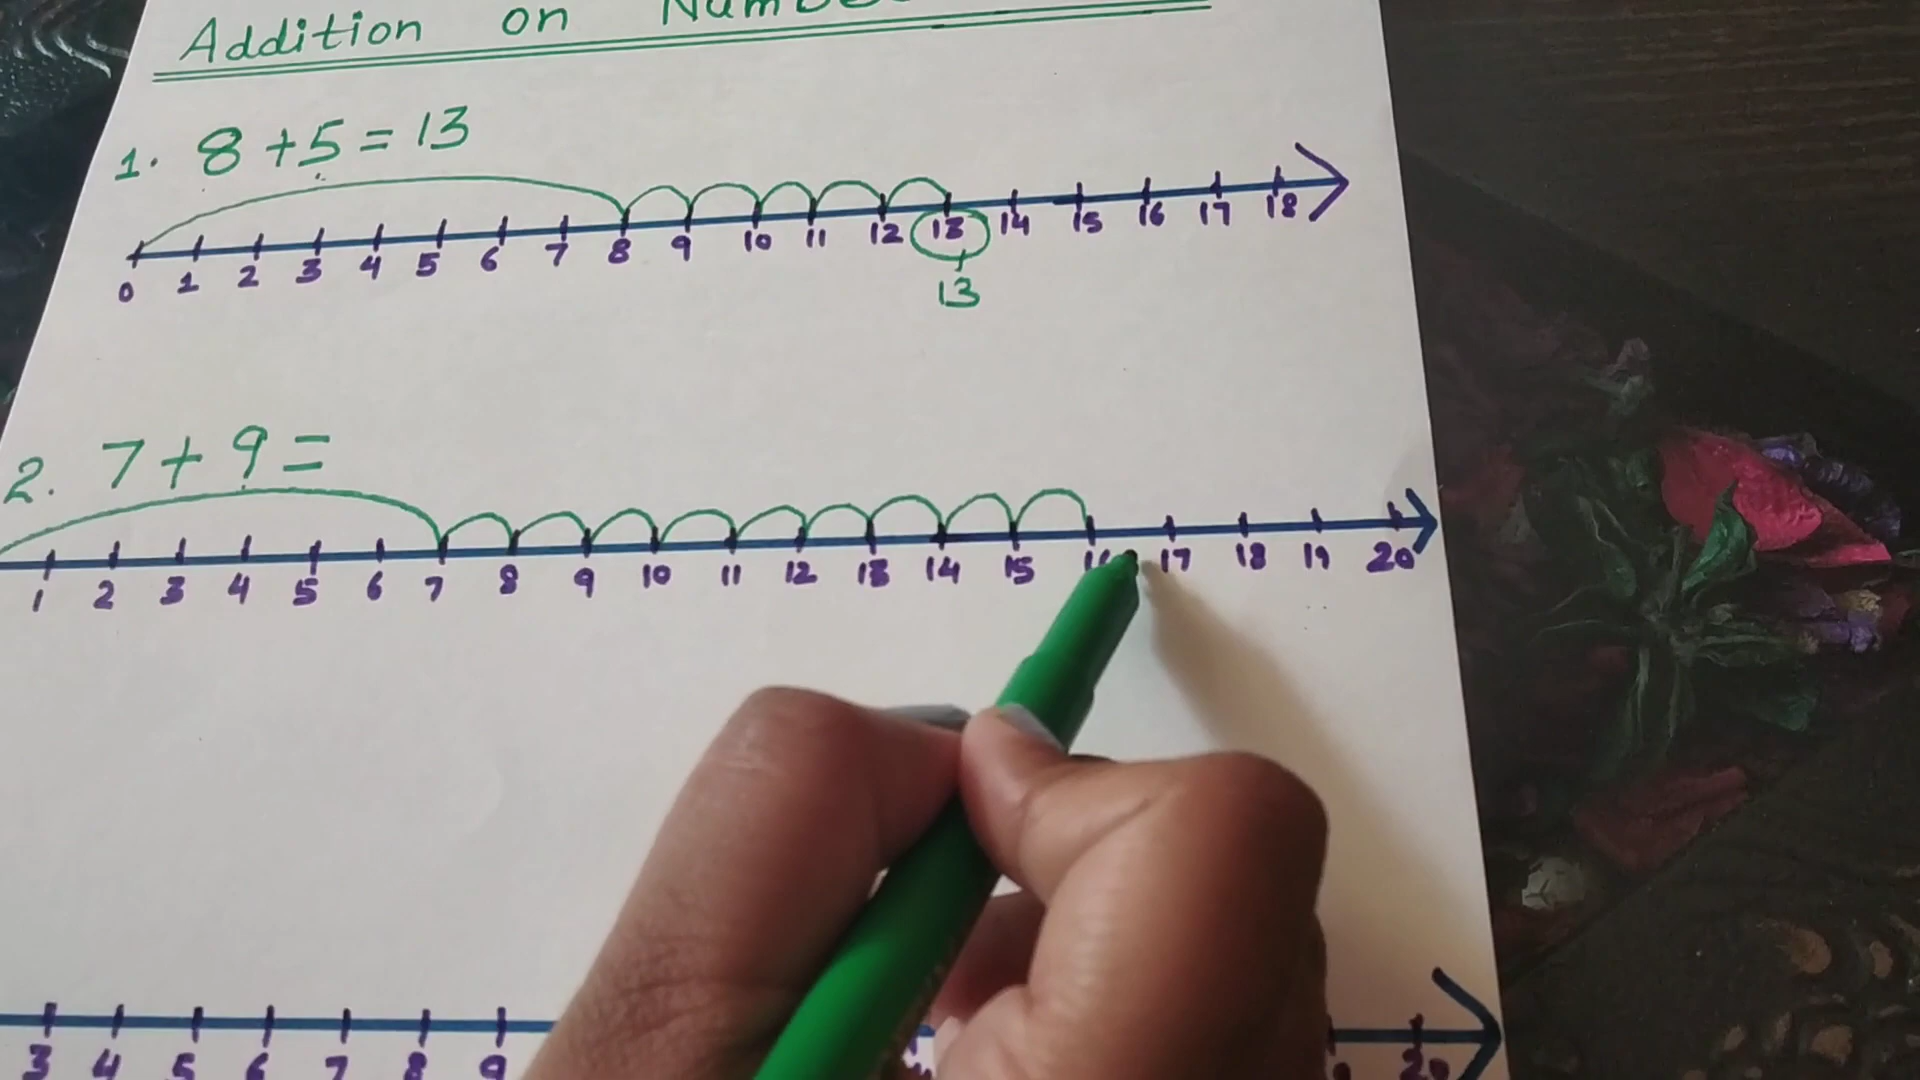 Addition on
1. 8 + 5 = 13
0 1 2 3 4 5 6 7 8 9 10 11 12 13 14 15 16 17 18
13
2. 7 + 9 =
1 2 3 4 5 6 7 8 9 10 11 12 13 14 15 17 18 19 20
3 4 5 6 7 8 9 20